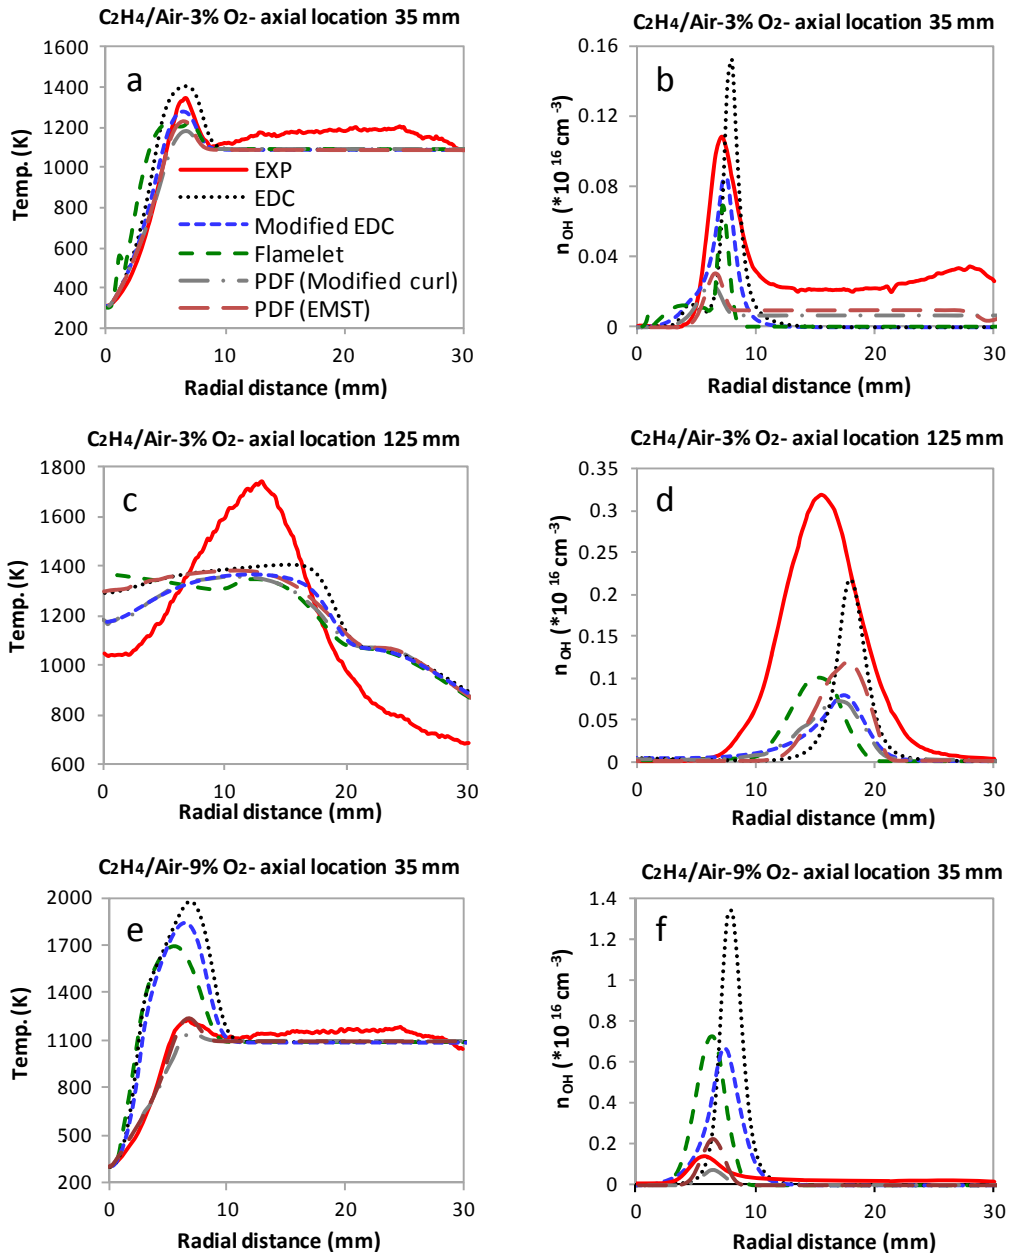 C2H4/Air-3% O2- axial location 35 mm
a
Temp. (K)
1600
1400
1200
1000
800
600
400
200
EXP
EDC
Modified EDC
Flamelet
PDF (Modified curl)
PDF (EMST)
0 10 20 30
Radial distance (mm)
C2H4/Air-3% O2- axial location 35 mm
b
n OH (*10 16 cm -3)
0.16
0.12
0.08
0.04
0
0 10 20 30
Radial distance (mm)
C2H4/Air-3% O2- axial location 125 mm
c
Temp. (K)
1800
1600
1400
1200
1000
800
600
0 10 20 30
Radial distance (mm)
C2H4/Air-3% O2- axial location 125 mm
d
n OH (*10 16 cm -3)
0.35
0.3
0.25
0.2
0.15
0.1
0.05
0
0 10 20 30
Radial distance (mm)
C2H4/Air-9% O2- axial location 35 mm
e
Temp. (K)
2000
1700
1400
1100
800
500
200
0 10 20 30
Radial distance (mm)
C2H4/Air-9% O2- axial location 35 mm
f
n OH (*10 16 cm -3)
1.4
1.2
1
0.8
0.6
0.4
0.2
0
0 10 20 30
Radial distance (mm)